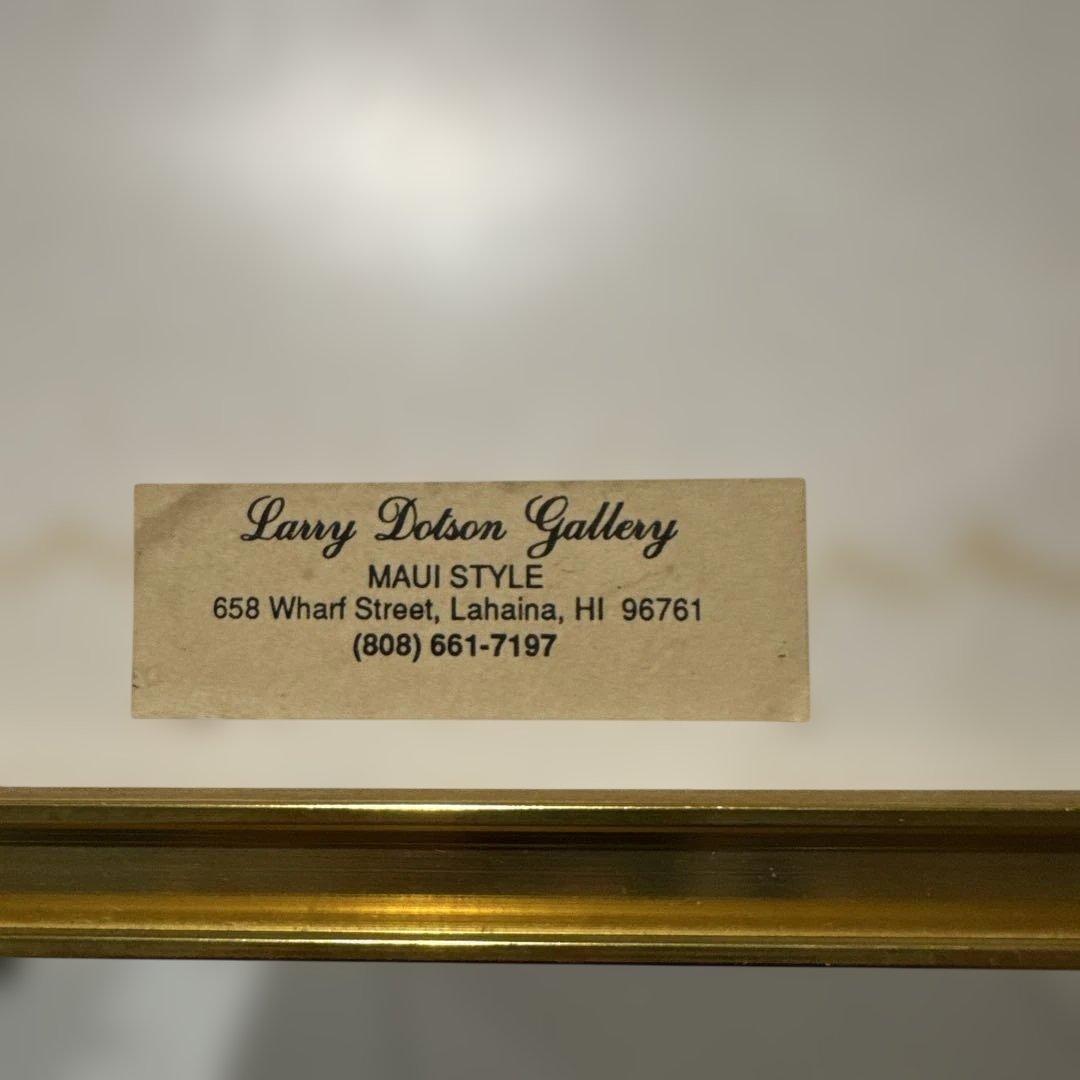 Larry Dotson Gallery
MAUI STYLE
658 Wharf Street, Lahaina, HI 96761
(808) 661-7197